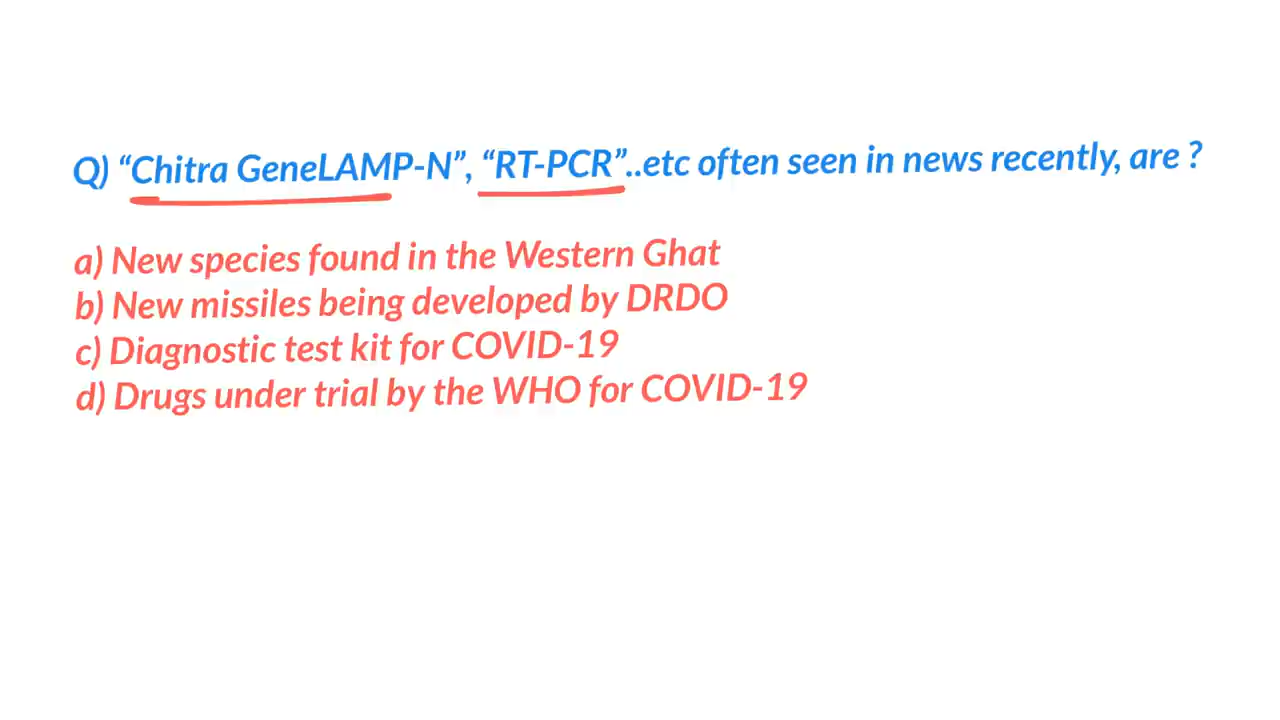 Q) “Chitra GeneLAMP-N”, “RT-PCR”..etc often seen in news recently, are ?
a) New species found in the Western Ghat
b) New missiles being developed by DRDO
c) Diagnostic test kit for COVID-19
d) Drugs under trial by the WHO for COVID-19